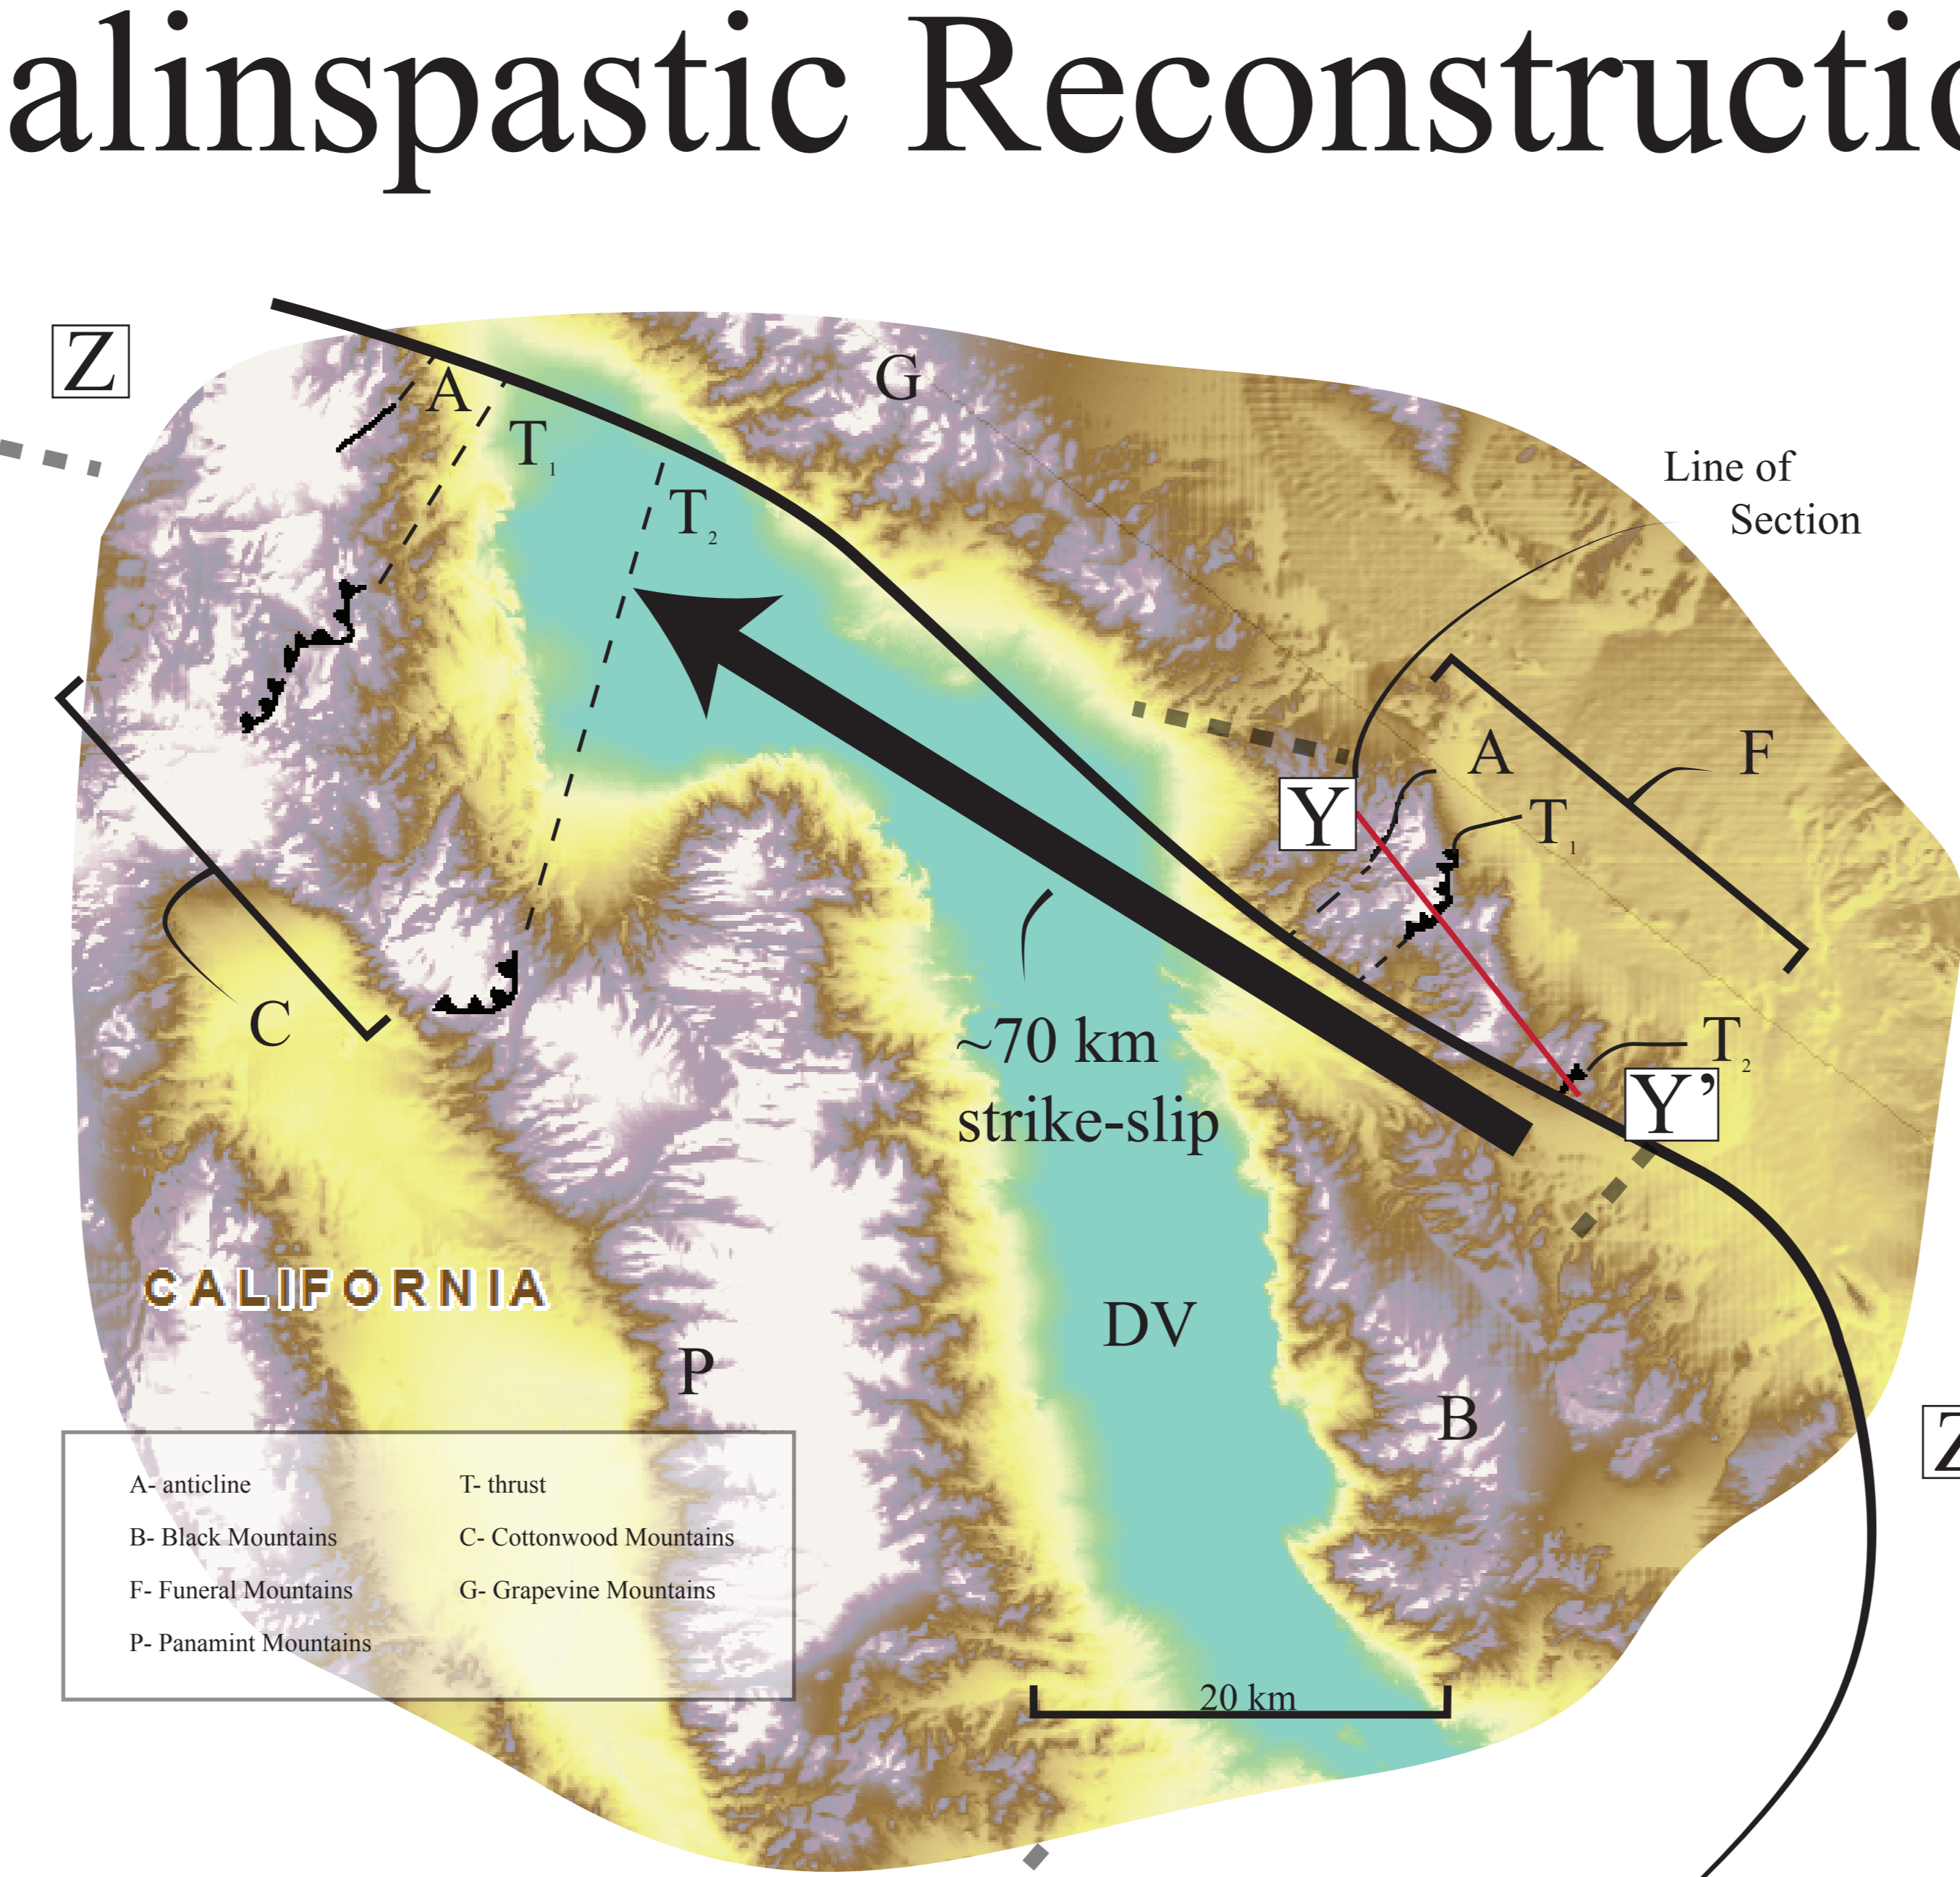 alinspastic Reconstructio
Z
G
A
T1
T2
Line of
Section
A
F
Y
T1
C
~70 km
strike-slip
T2
Y’
CALIFORNIA
DV
P
B
Z
A- anticline
T- thrust
B- Black Mountains
C- Cottonwood Mountains
F- Funeral Mountains
G- Grapevine Mountains
P- Panamint Mountains
20 km